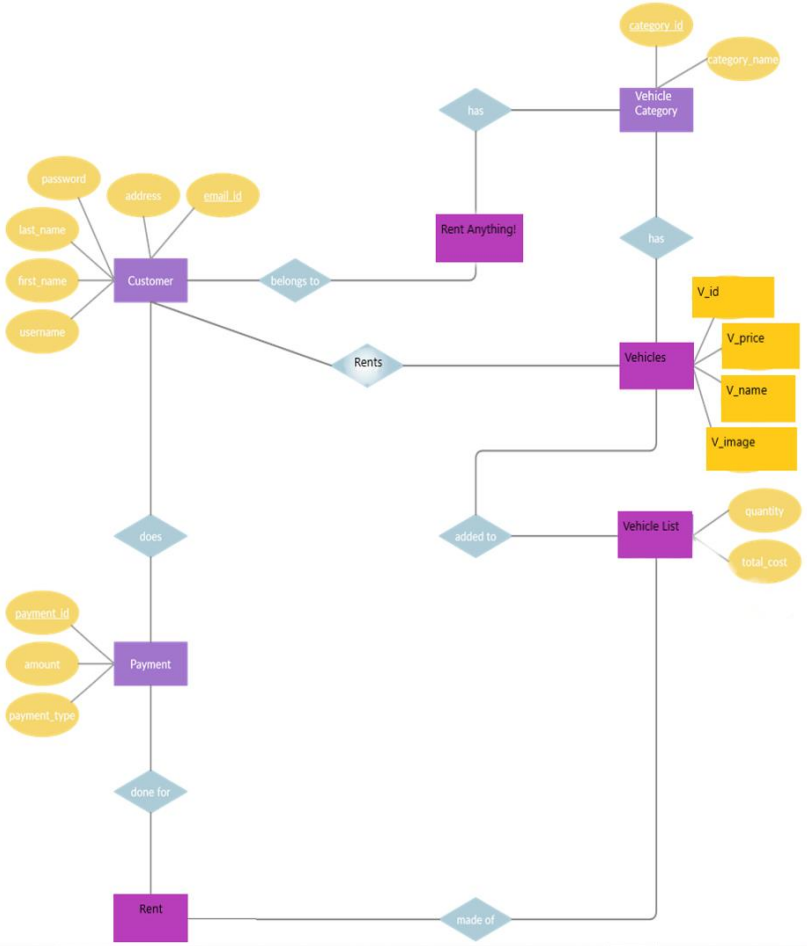 category_id
category_name
Vehicle
Category
has
password
address
email_id
last_name
Rent Anything!
has
first_name
Customer
belongs to
V_id
username
V_price
Rents
Vehicles
V_name
V_image
quantity
Vehicle List
does
added to
total_cost
payment_id
amount
Payment
payment_type
done for
Rent
made of